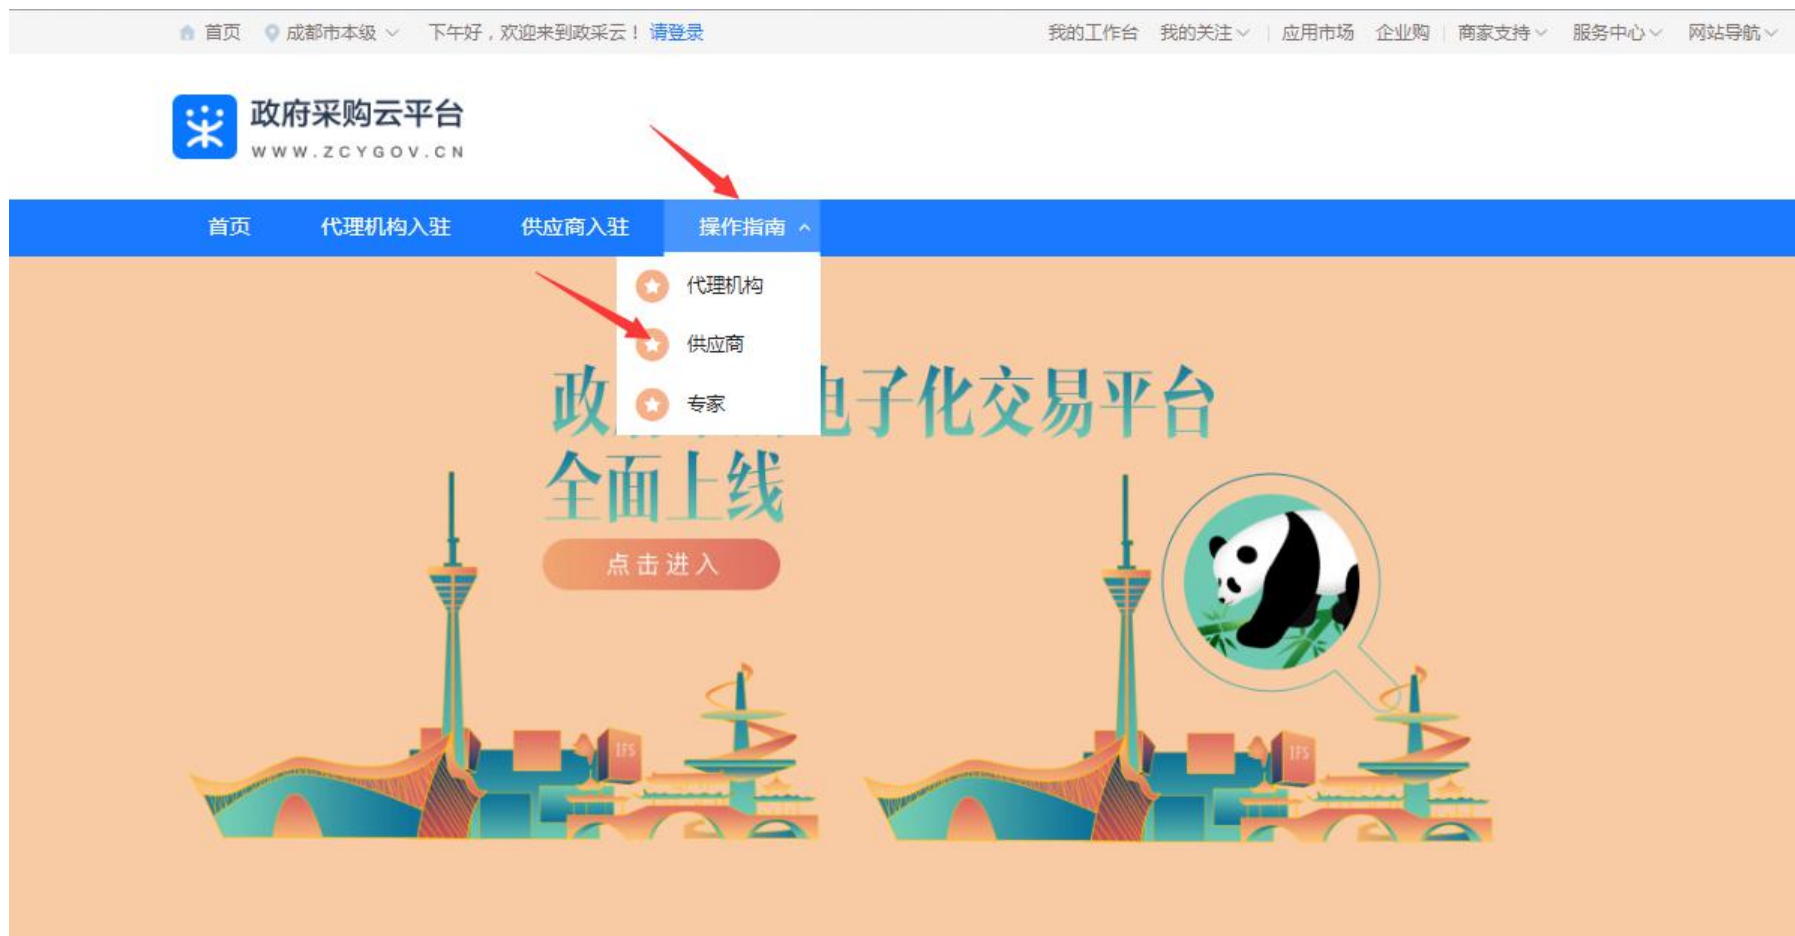 首页 成都市本级 下午好，欢迎来到政采云！ 请登录 我的工作台 我的关注 应用市场 企业购 商家支持 服务中心 网站导航
政府采购云平台
WWW.ZCYGOV.CN
首页 代理机构入驻 供应商入驻 操作指南
代理机构
供应商
专家
政 电子化交易平台
全面上线
点击进入
IFS IFS